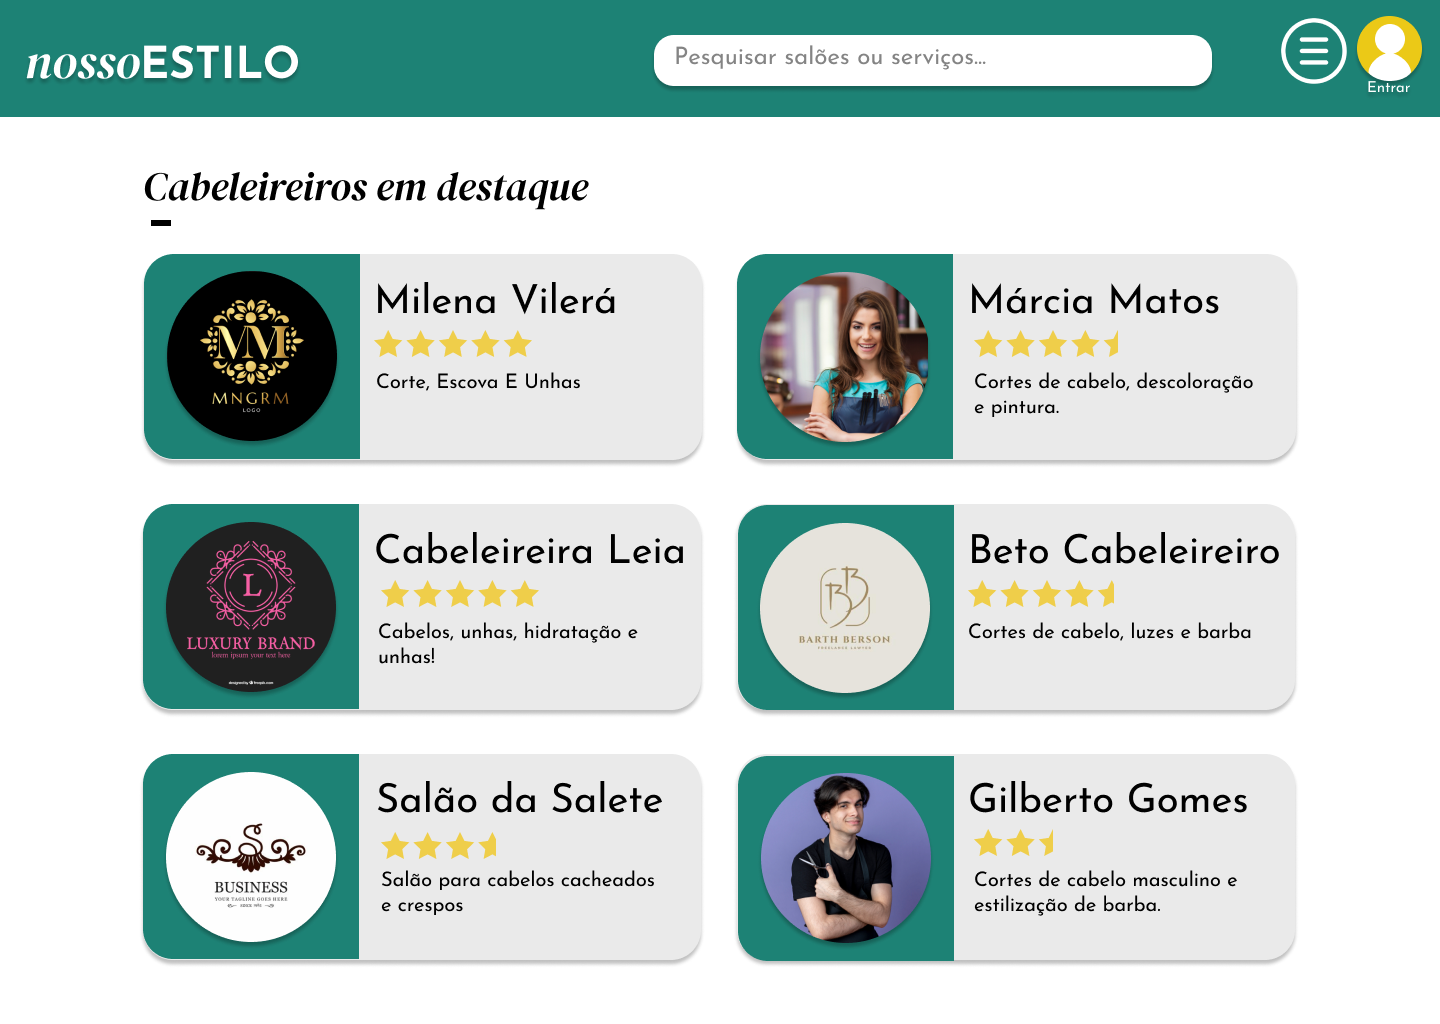 nossoESTILO
Pesquisar salões ou serviços...
Entrar
Cabeleireiros em destaque
MM
MNGRM
LOGO
Milena Vilerá
Corte, Escova E Unhas
Márcia Matos
Cortes de cabelo, descoloração
e pintura.
L
LUXURY BRAND
lorem ipsum your text here
designed by freepik.com
Cabeleireira Leia
Cabelos, unhas, hidratação e
unhas!
BB
BARTH BERSON
FREELANCE LAWYER
Beto Cabeleireiro
Cortes de cabelo, luzes e barba
S
BUSINESS
YOUR TAGLINE GOES HERE
Salão da Salete
Salão para cabelos cacheados
e crespos
Gilberto Gomes
Cortes de cabelo masculino e
estilização de barba.